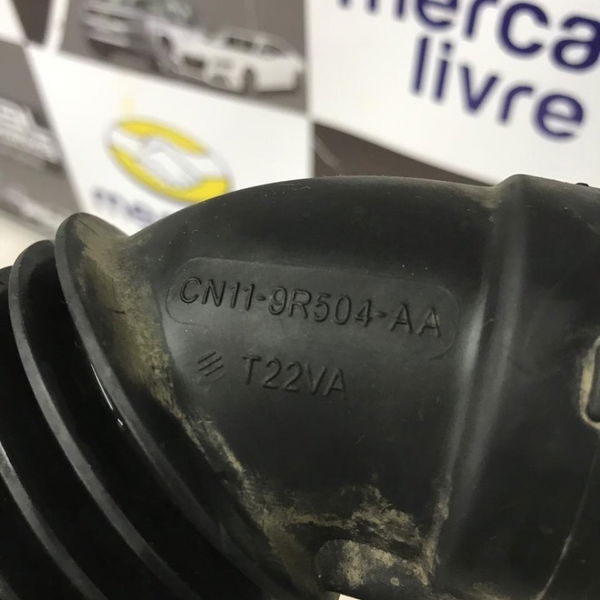 merca
livre
CN11-9R504-AA
T22VA